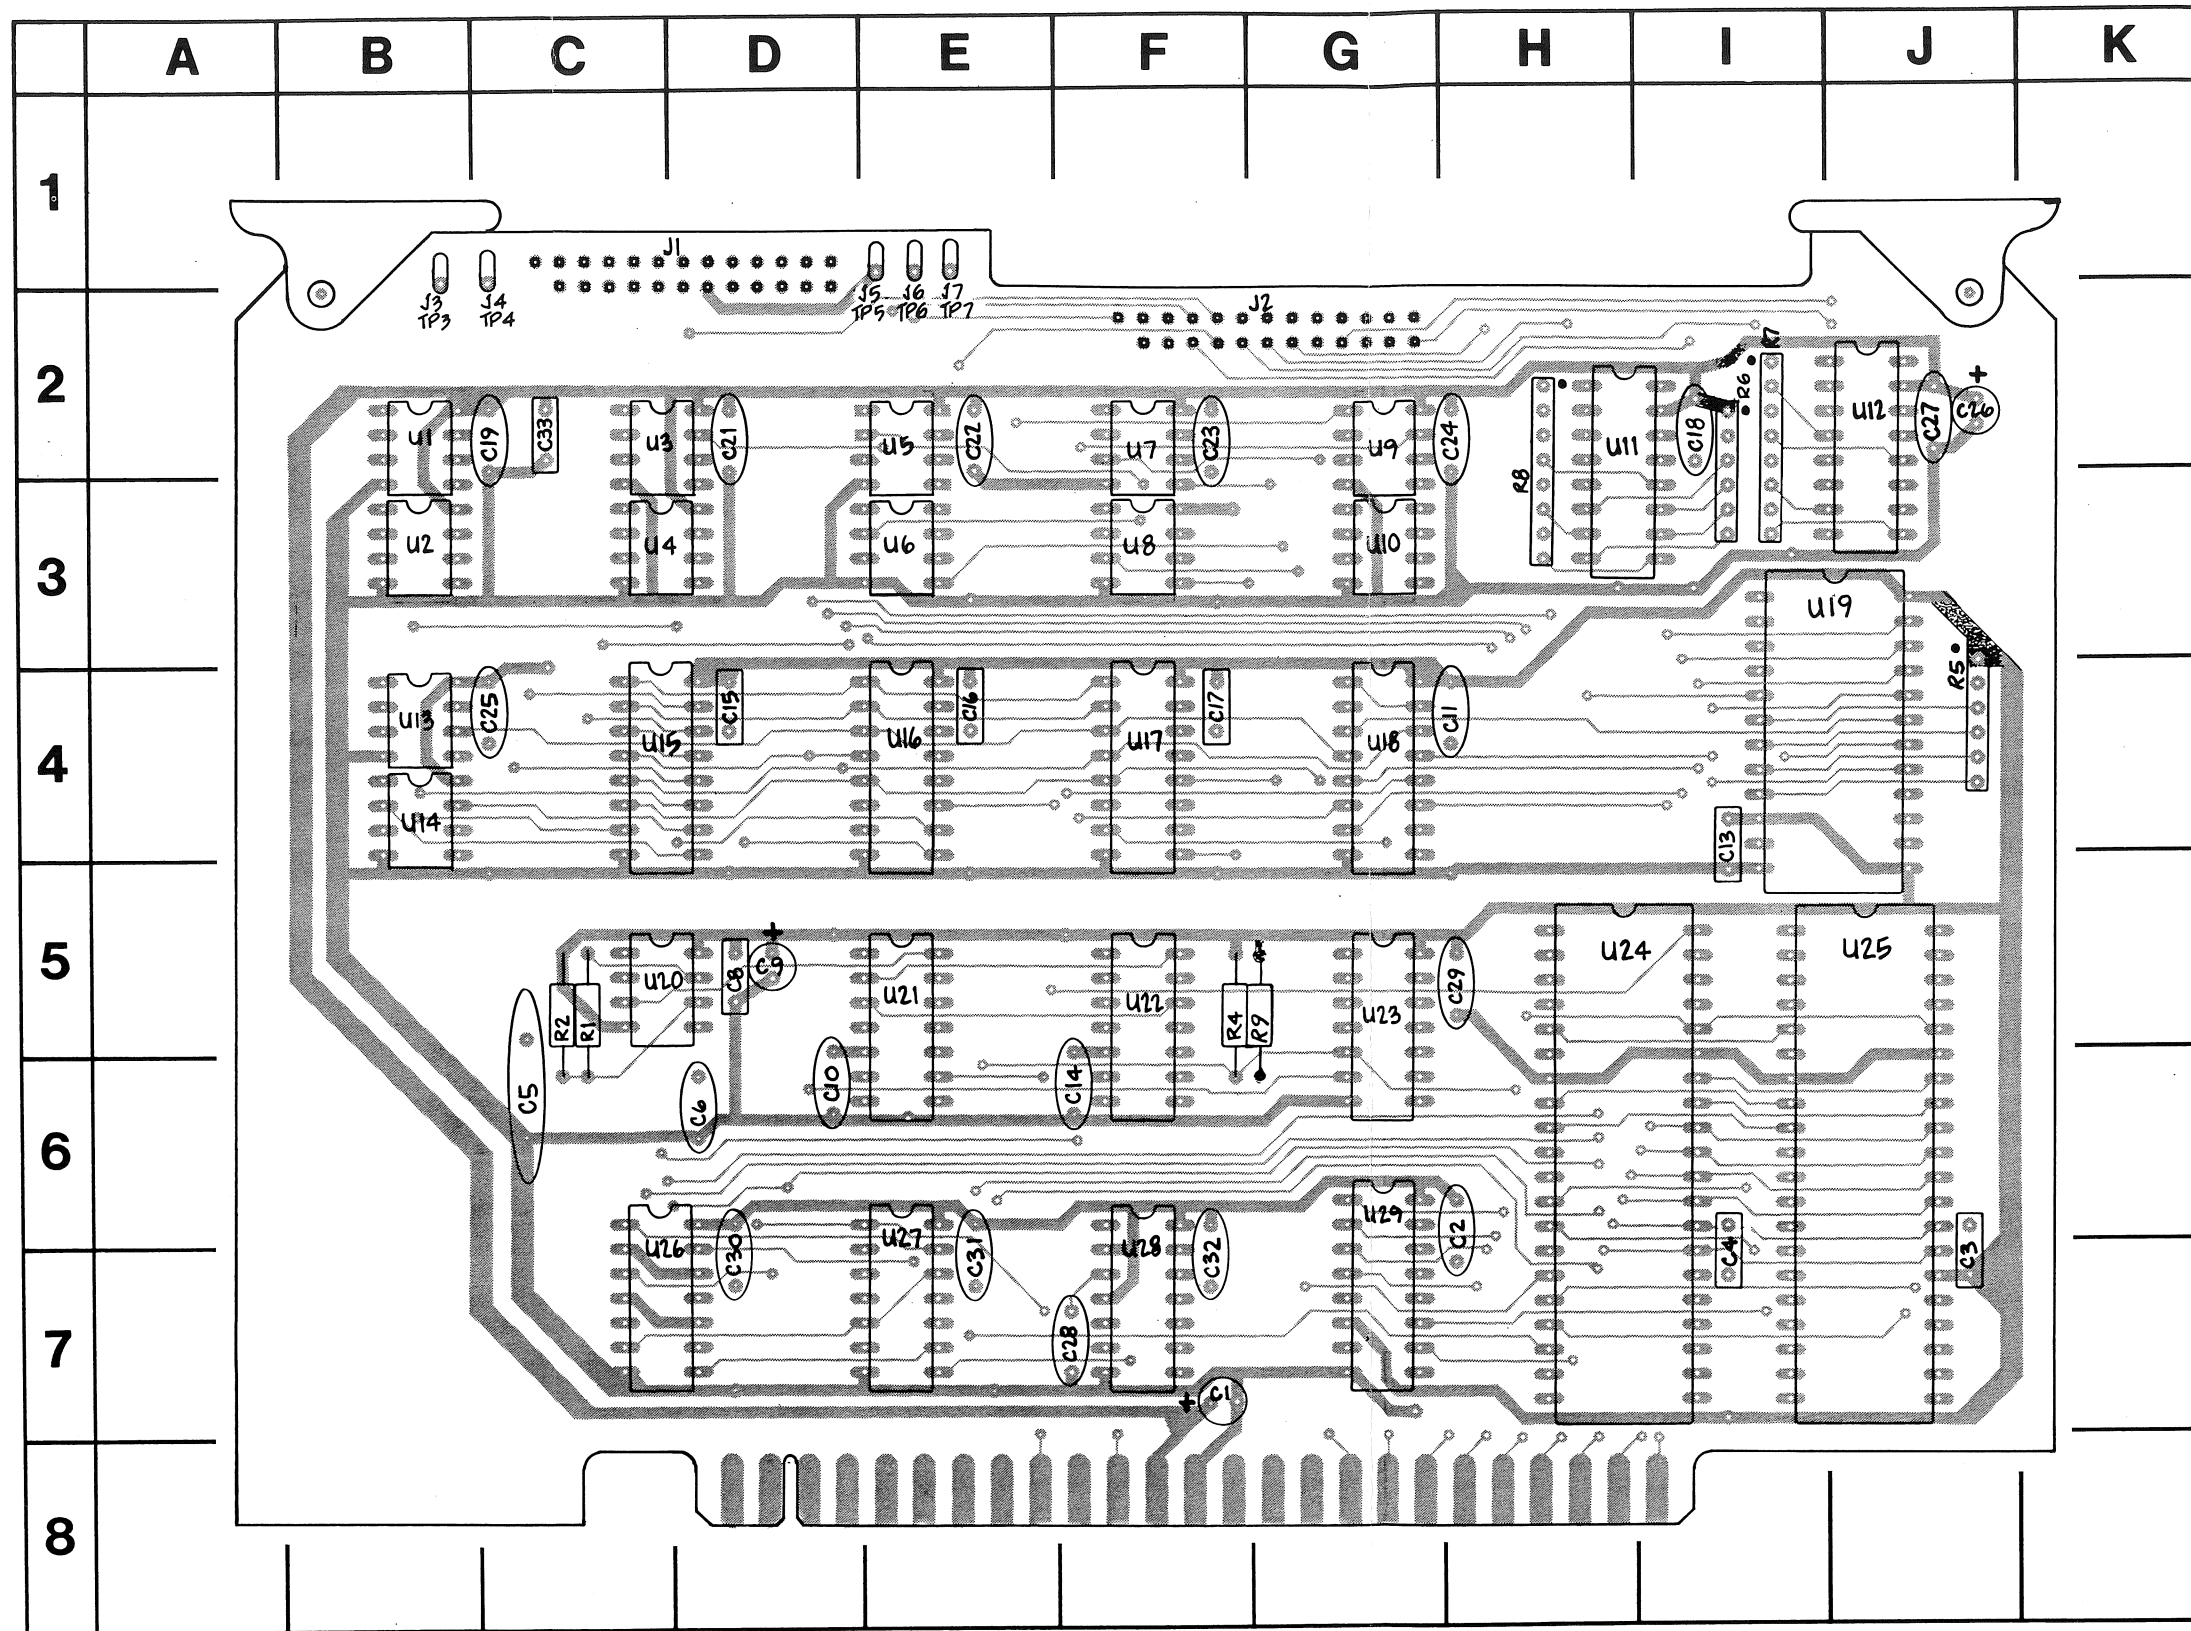 A B C D E F G H I J K
1
J1
J3 J4 J5 J6 J7
TP3 TP4 TP5 TP6 TP7
J2
2
R7
R6
+
U1 C19 C33 U3 C21 U5 C22 U7 C23 U9 C24 U11 C18 U12 C27 C26
R8
3
U2 U4 U6 U8 U10
U19
R5
4
U13 C25 U15 C15 U16 C16 U17 C17 U18 C11
U14
C13
5
+
U20 C8 C9 U21 U22 U23 C29 U24 U25
R2 R1 R4 R9
6
C5 C6 C10 C14
U26 C30 U27 C31 U28 C32 U29 C2 C4 C3
7
C28
+ C1
8